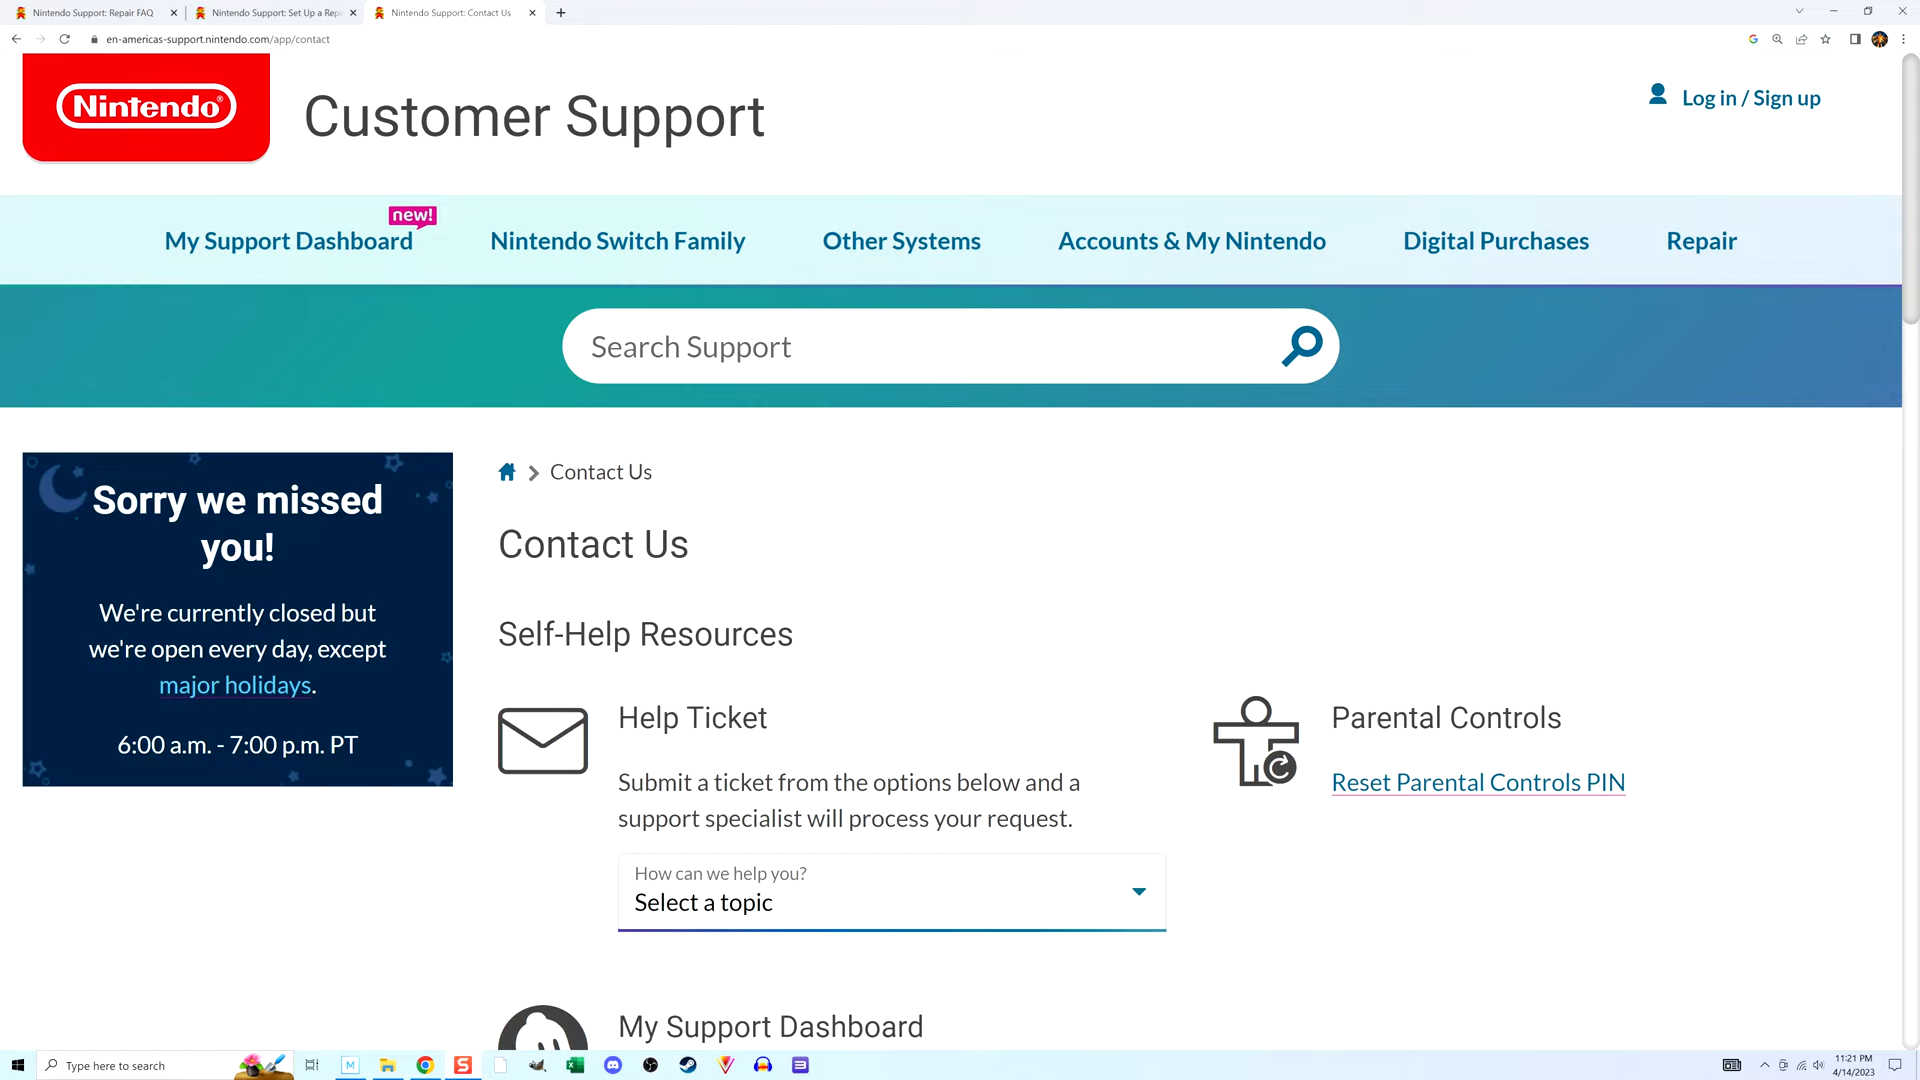 Nintendo Support: Repair FAQ
Nintendo Support: Set Up a Rep
Nintendo Support: Contact Us
en-americas-support.nintendo.com/app/contact
Nintendo®
Customer Support
Log in / Sign up
new!
My Support Dashboard
Nintendo Switch Family
Other Systems
Accounts & My Nintendo
Digital Purchases
Repair
Search Support
Sorry we missed
you!
We're currently closed but
we're open every day, except
major holidays.
6:00 a.m. - 7:00 p.m. PT
Contact Us
Contact Us
Self-Help Resources
Help Ticket
Submit a ticket from the options below and a
support specialist will process your request.
How can we help you?
Select a topic
Parental Controls
Reset Parental Controls PIN
My Support Dashboard
Type here to search
11:21 PM
4/14/2023